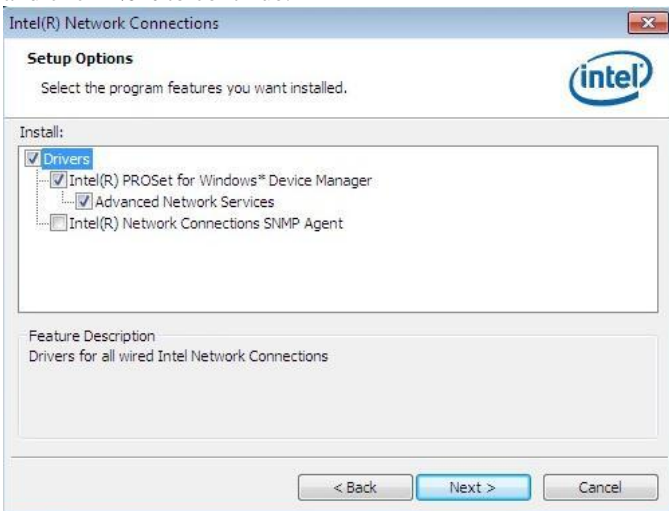 Intel(R) Network Connections
Setup Options
Select the program features you want installed.
intel
Install:
Drivers
Intel(R) PROSet for Windows* Device Manager
Advanced Network Services
Intel(R) Network Connections SNMP Agent
Feature Description
Drivers for all wired Intel Network Connections
< Back Next > Cancel